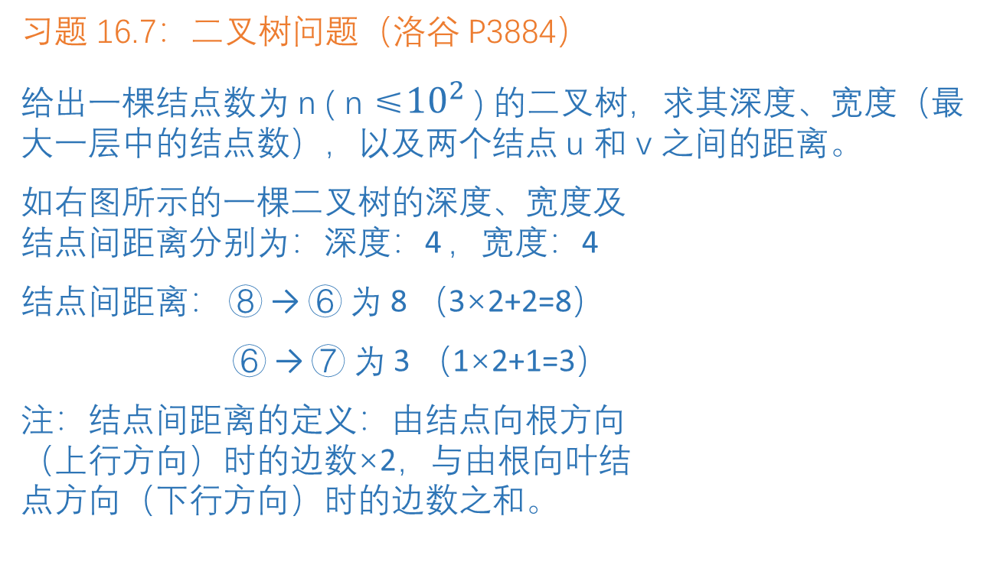 习题 16.7：二叉树问题（洛谷 P3884）
给出一棵结点数为 n ( n ⩽10² ) 的二叉树，求其深度、宽度（最
大一层中的结点数），以及两个结点 u 和 v 之间的距离。
如右图所示的一棵二叉树的深度、宽度及
结点间距离分别为：深度：4 ，宽度：4
结点间距离： ⑧ → ⑥ 为 8 （3×2+2=8）
⑥ → ⑦ 为 3 （1×2+1=3）
注：结点间距离的定义：由结点向根方向
（上行方向）时的边数×2，与由根向叶结
点方向（下行方向）时的边数之和。